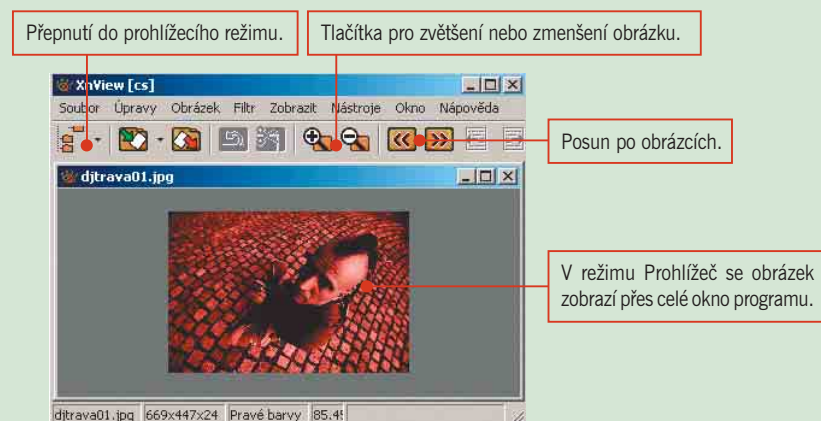 Přepnutí do prohlížecího režimu.
Tlačítka pro zvětšení nebo zmenšení obrázku.
XnView [cs]
Soubor Úpravy Obrázek Filtr Zobrazit Nástroje Okno Nápověda
Posun po obrázcích.
djtrava01.jpg
V režimu Prohlížeč se obrázek
zobrazí přes celé okno programu.
djtrava01.jpg 669x447x24 Pravé barvy